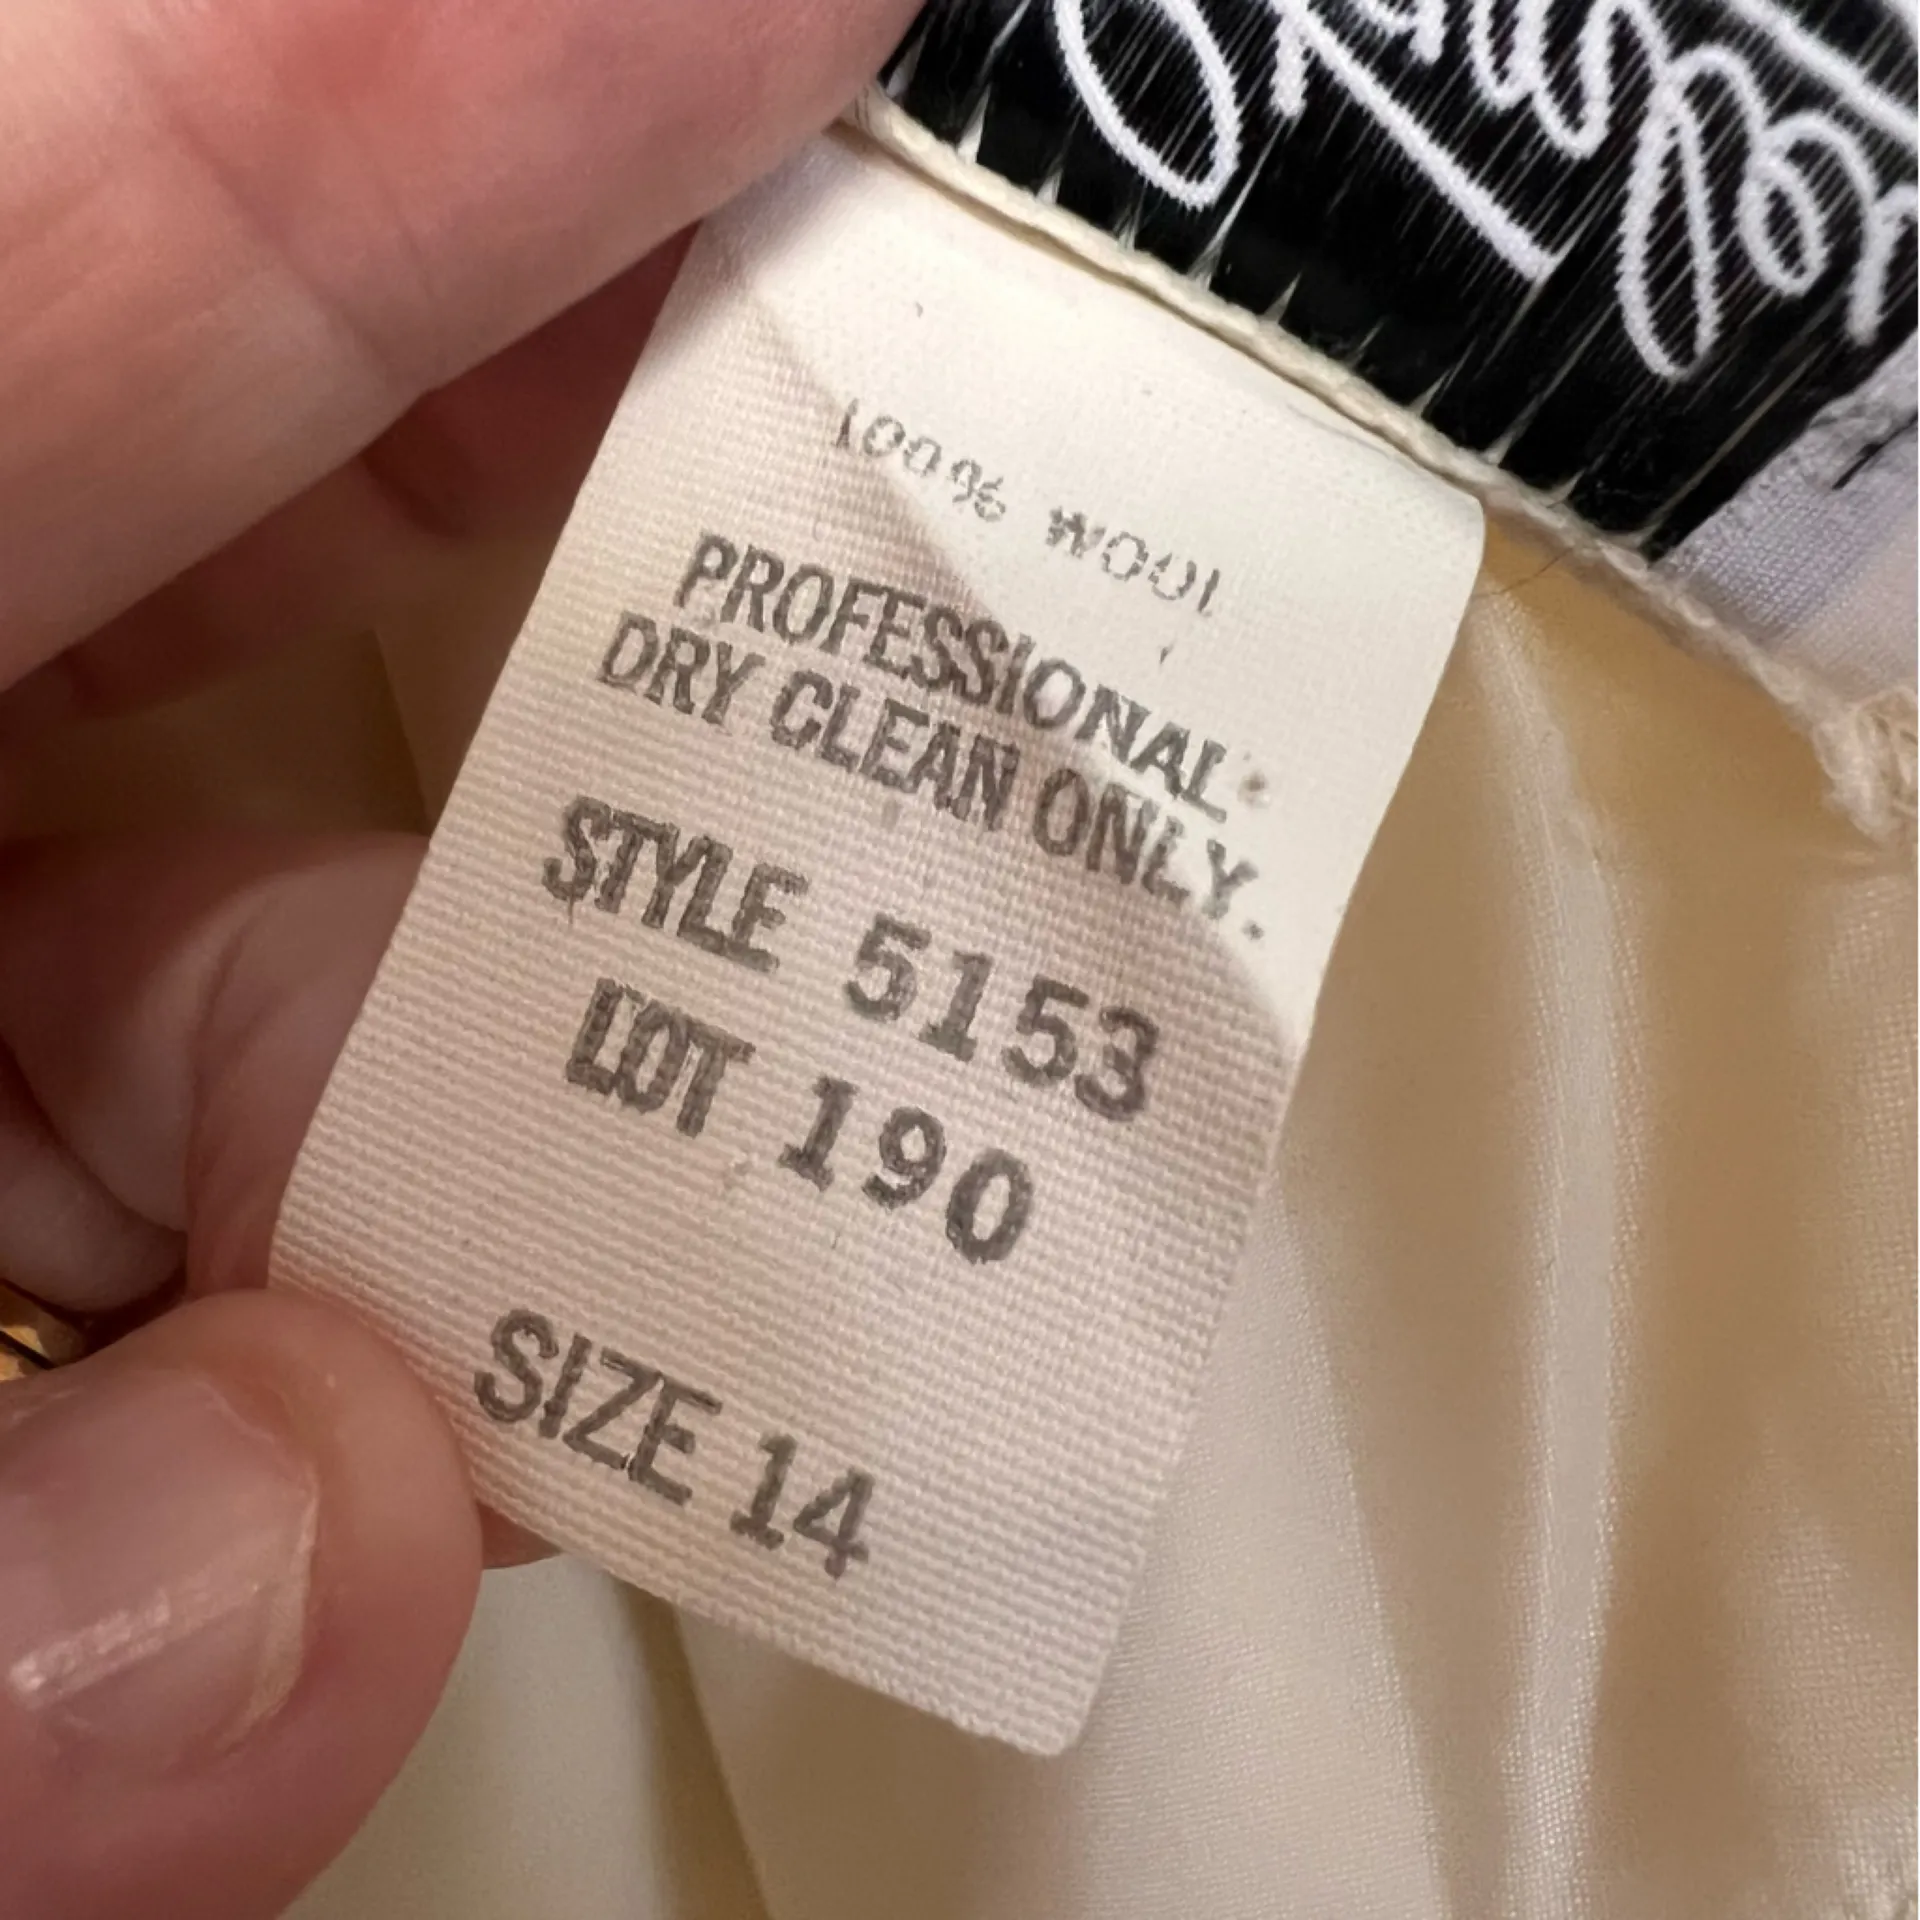 100% WOOL
PROFESSIONAL
DRY CLEAN ONLY.
STYLE 5153
LOT 190
SIZE 14